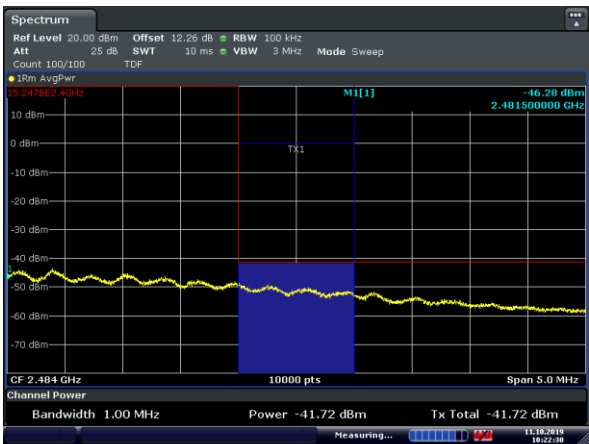 Spectrum
Ref Level 20.00 dBm Offset 12.26 dB RBW 100 kHz
Att 25 dB SWT 10 ms VBW 3 MHz Mode Sweep
Count 100/100 TDF
1Rm AvgPwr
15.247BE2.4GHz M1[1] -46.28 dBm
2.481500000 GHz
10 dBm
0 dBm
TX1
-10 dBm
-20 dBm
-30 dBm
-40 dBm
1
-50 dBm
-60 dBm
-70 dBm
CF 2.484 GHz 10000 pts Span 5.0 MHz
Channel Power
Bandwidth 1.00 MHz Power -41.72 dBm Tx Total -41.72 dBm
Measuring... 11.10.2019
10:22:30